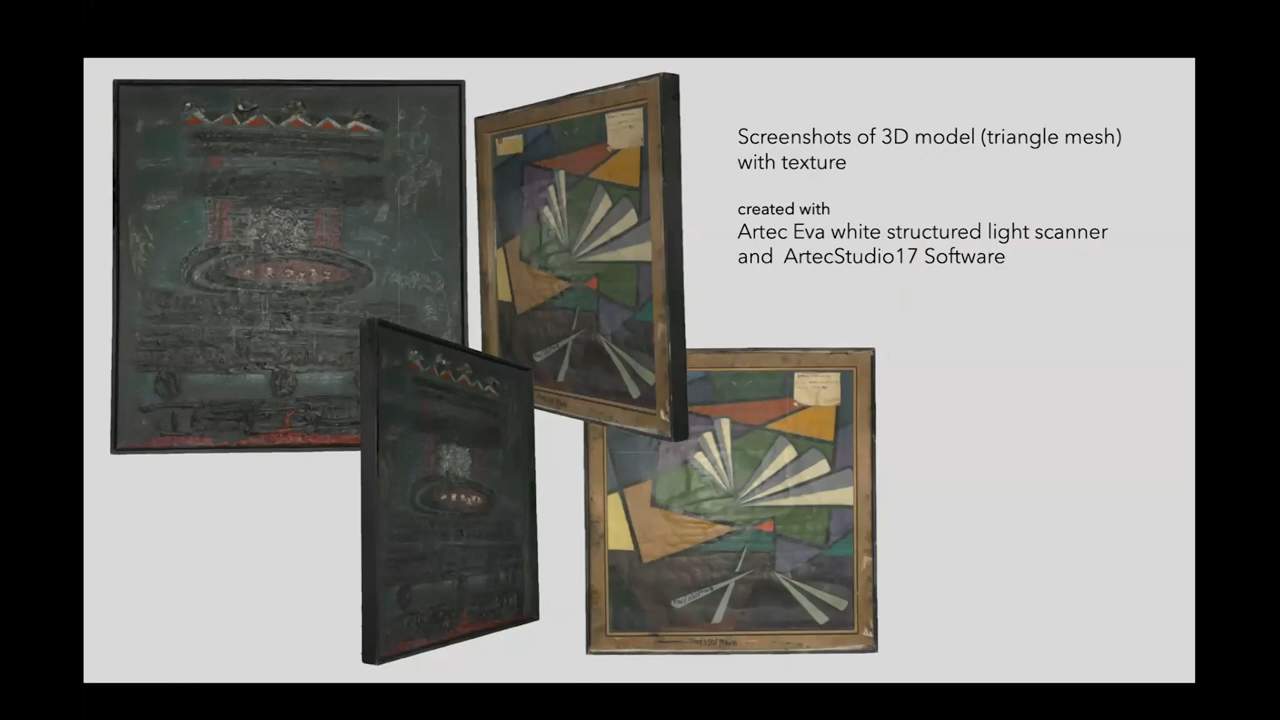 Screenshots of 3D model (triangle mesh)
with texture
created with
Artec Eva white structured light scanner
and ArtecStudio17 Software